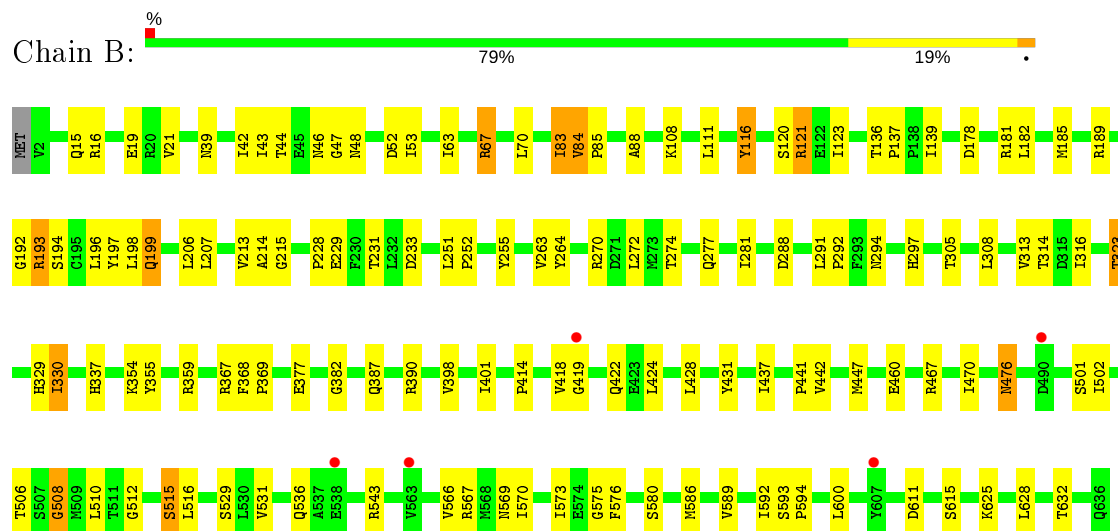 %
Chain B:
79%
19%
MET V2 Q15 R16 E19 R20 V21 N39 I42 I43 T44 E45 N46 G47 N48 D52 I53 I63 R67 L70 I83 V84 P85 A88 K108 L111 Y116 S120 R121 E122 I123 T136 P137 P138 I139 D178 R181 L182 M185 R189
G192 R193 S194 C195 L196 Y197 L198 Q199 L206 L207 V213 A214 G215 P228 E229 F230 T231 L232 D233 L251 P252 Y255 V263 Y264 R270 D271 L272 M273 T274 Q277 I281 D288 L291 P292 F293 N294 H297 T305 L308 V313 T314 D315 I316
H329 I330 H337 K354 Y355 R359 R367 F368 P369 E377 G382 Q387 R390 V398 I401 P414 V418 G419 Q422 E423 L424 L428 Y431 I437 P441 V442 M447 E460 R467 I470 N476 D490 S501 I502
T506 S507 G508 M509 L510 T511 G512 S515 L516 S529 L530 V531 Q536 A537 E538 R543 V563 V566 R567 M568 N569 I570 I573 E574 G575 F576 S580 M586 V589 I592 S593 P594 L600 Y607 D611 S615 K625 L628 T632 Q636